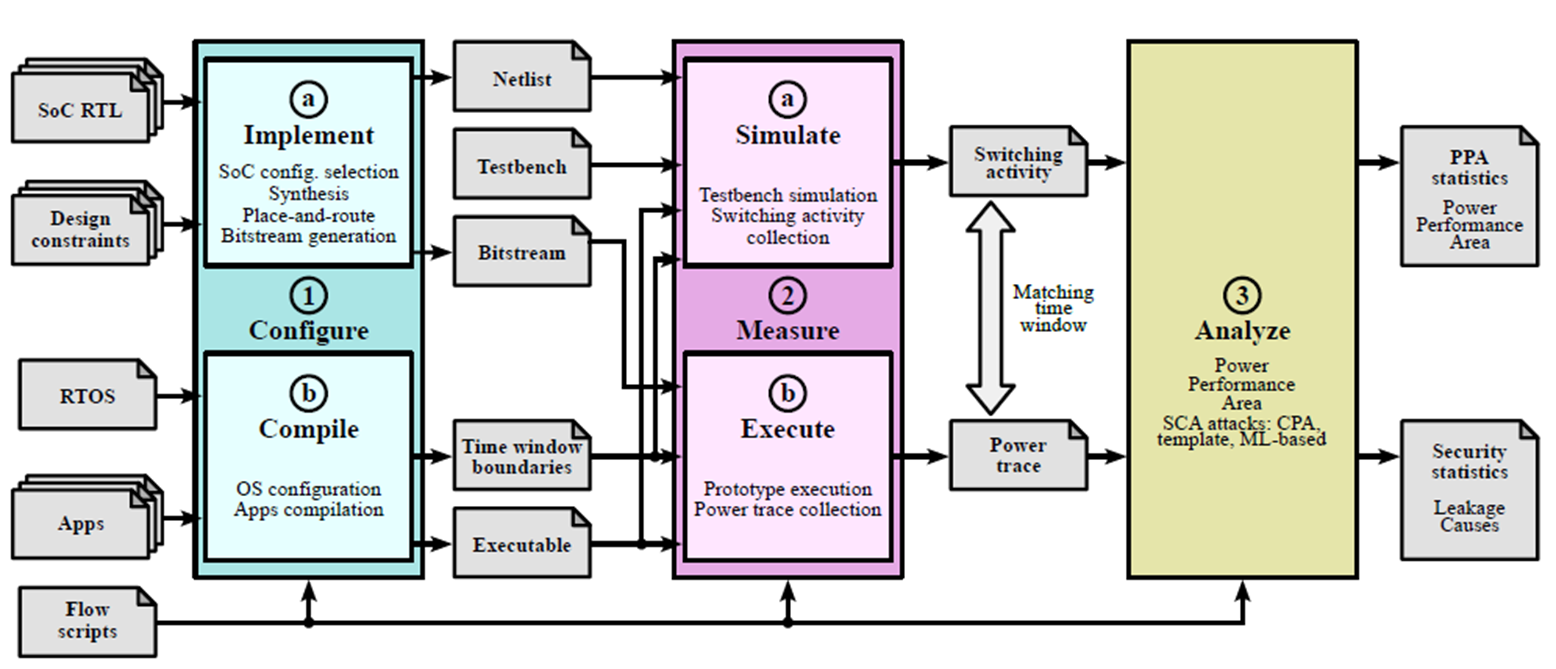 SoC RTL
Design
constraints
RTOS
Apps
Flow
scripts
a
Implement
SoC config. selection
Synthesis
Place-and-route
Bitstream generation
1
Configure
b
Compile
OS configuration
Apps compilation
Netlist
Testbench
Bitstream
Time window
boundaries
Executable
a
Simulate
Testbench simulation
Switching activity
collection
2
Measure
b
Execute
Prototype execution
Power trace collection
Switching
activity
Matching
time
window
Power
trace
3
Analyze
Power
Performance
Area
SCA attacks: CPA,
template, ML-based
PPA
statistics
Power
Performance
Area
Security
statistics
Leakage
Causes